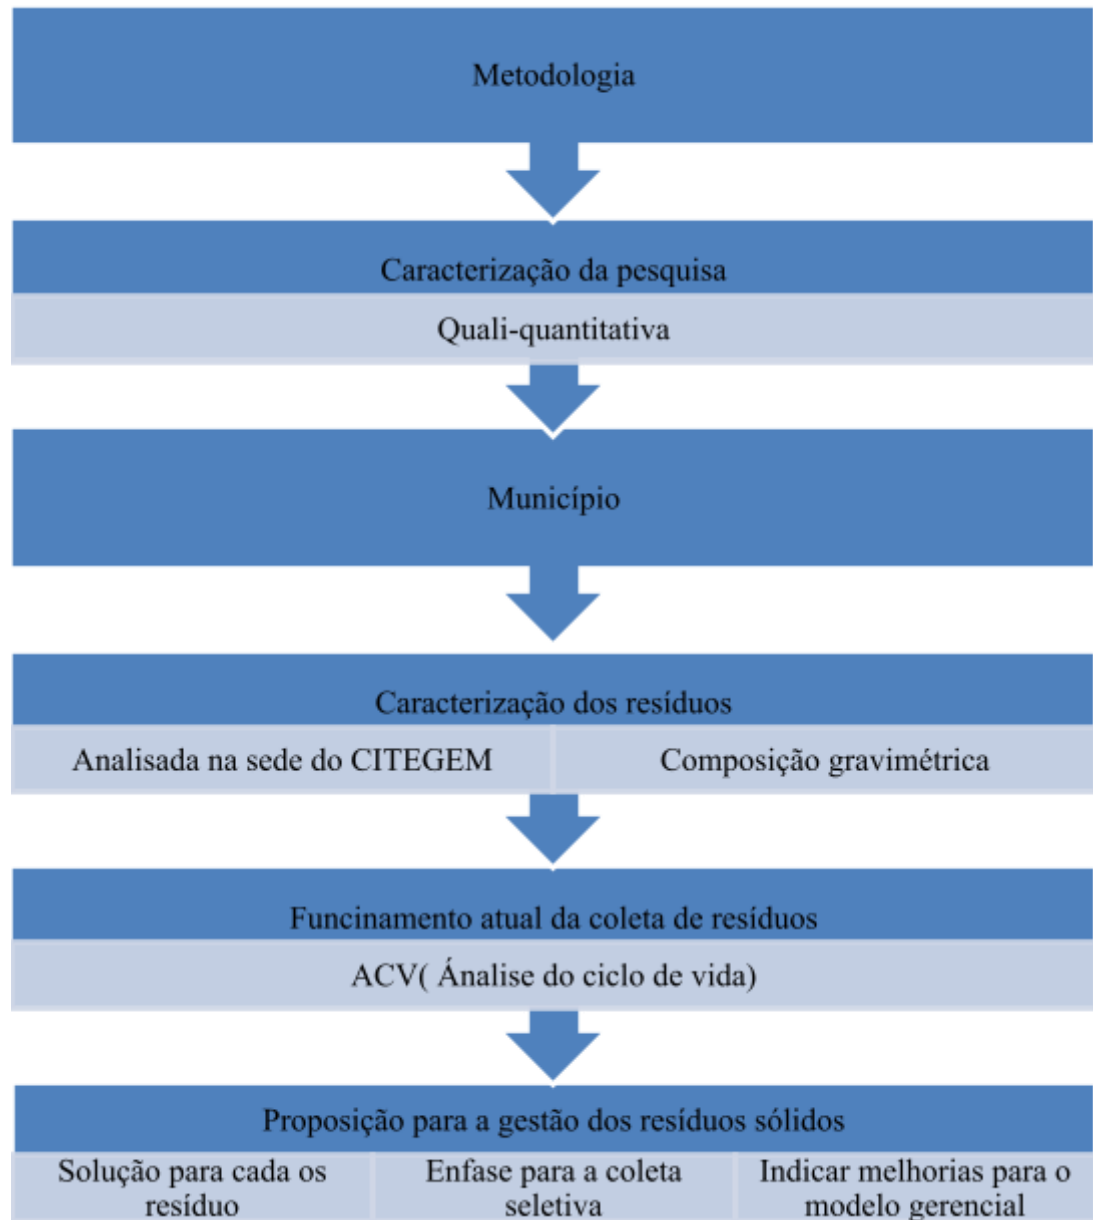 Metodologia
Caracterização da pesquisa
Quali-quantitativa
Município
Caracterização dos resíduos
Analisada na sede do CITEGEM
Composição gravimétrica
Funcinamento atual da coleta de resíduos
ACV( Ánalise do ciclo de vida)
Proposição para a gestão dos resíduos sólidos
Solução para cada os
resíduo
Enfase para a coleta
seletiva
Indicar melhorias para o
modelo gerencial